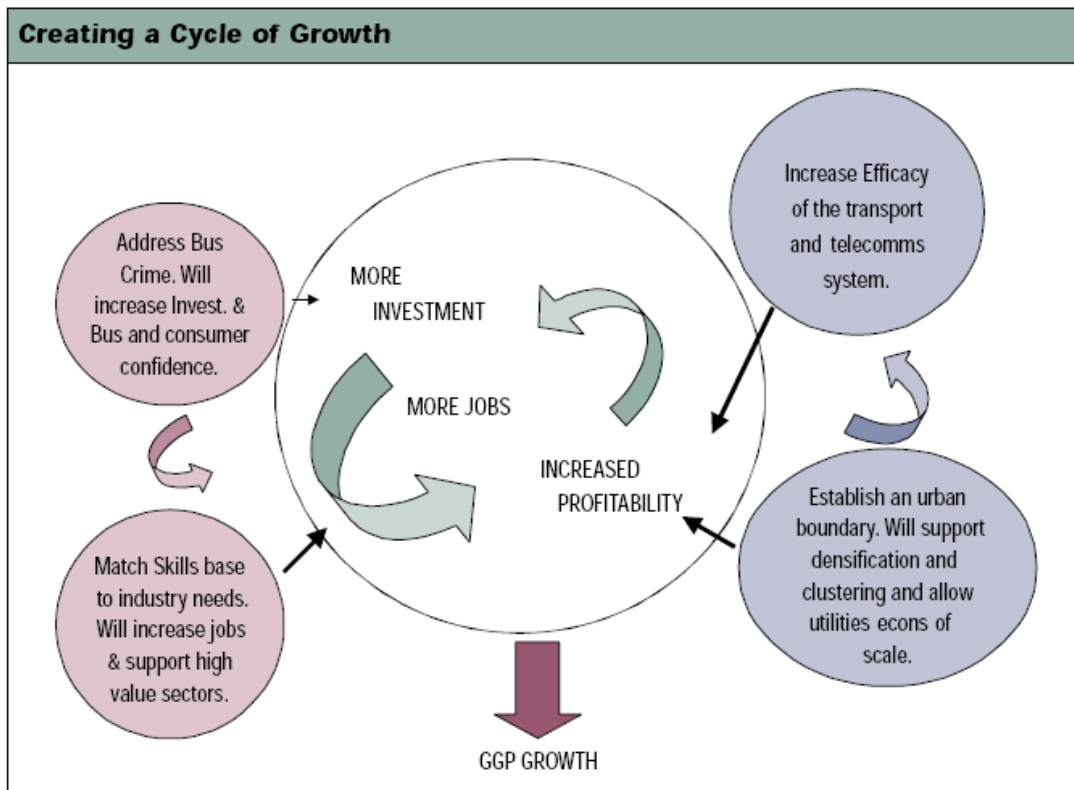 Creating a Cycle of Growth
Address Bus
Crime. Will
increase Invest. &
Bus and consumer
confidence.
Match Skills base
to industry needs.
Will increase jobs
& support high
value sectors.
MORE
INVESTMENT
MORE JOBS
INCREASED
PROFITABILITY
Increase Efficacy
of the transport
and telecomms
system.
Establish an urban
boundary. Will support
densification and
clustering and allow
utilities econs of
scale.
GGP GROWTH